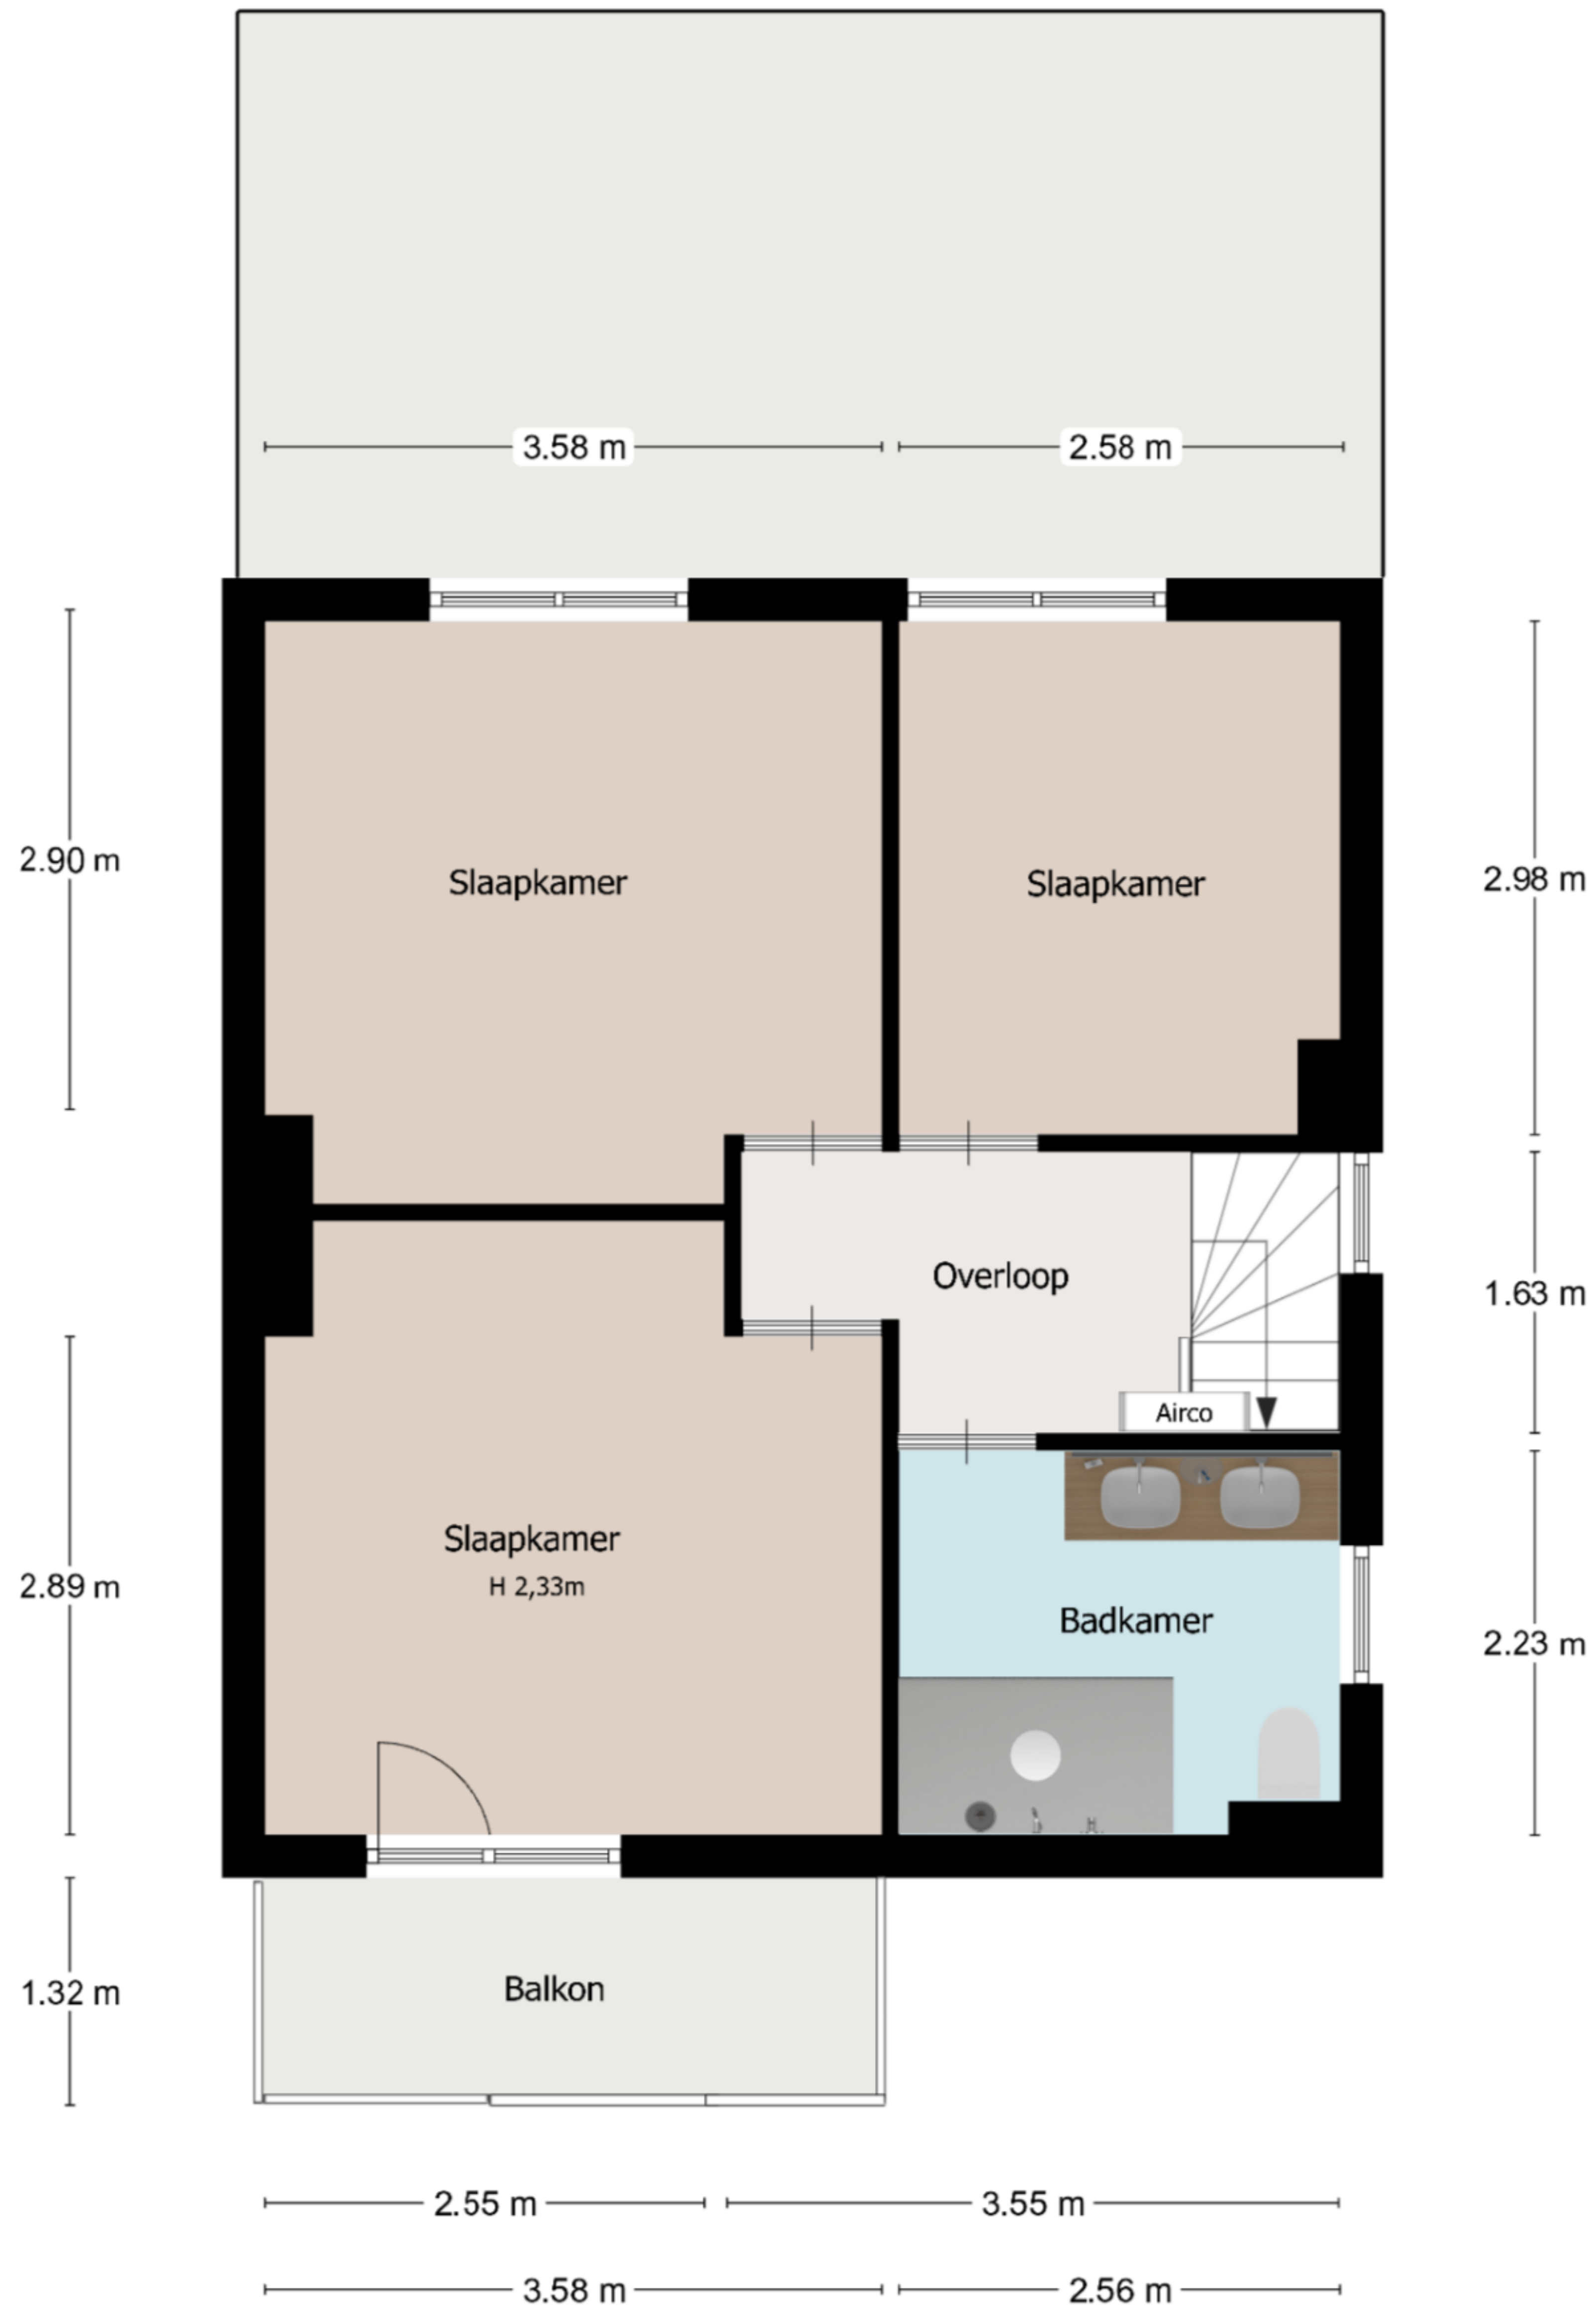 3.58 m
2.58 m
2.90 m
Slaapkamer
Slaapkamer
2.98 m
Overloop
1.63 m
Airco
Slaapkamer
H 2,33m
2.89 m
Badkamer
2.23 m
Balkon
1.32 m
2.55 m
3.55 m
3.58 m
2.56 m